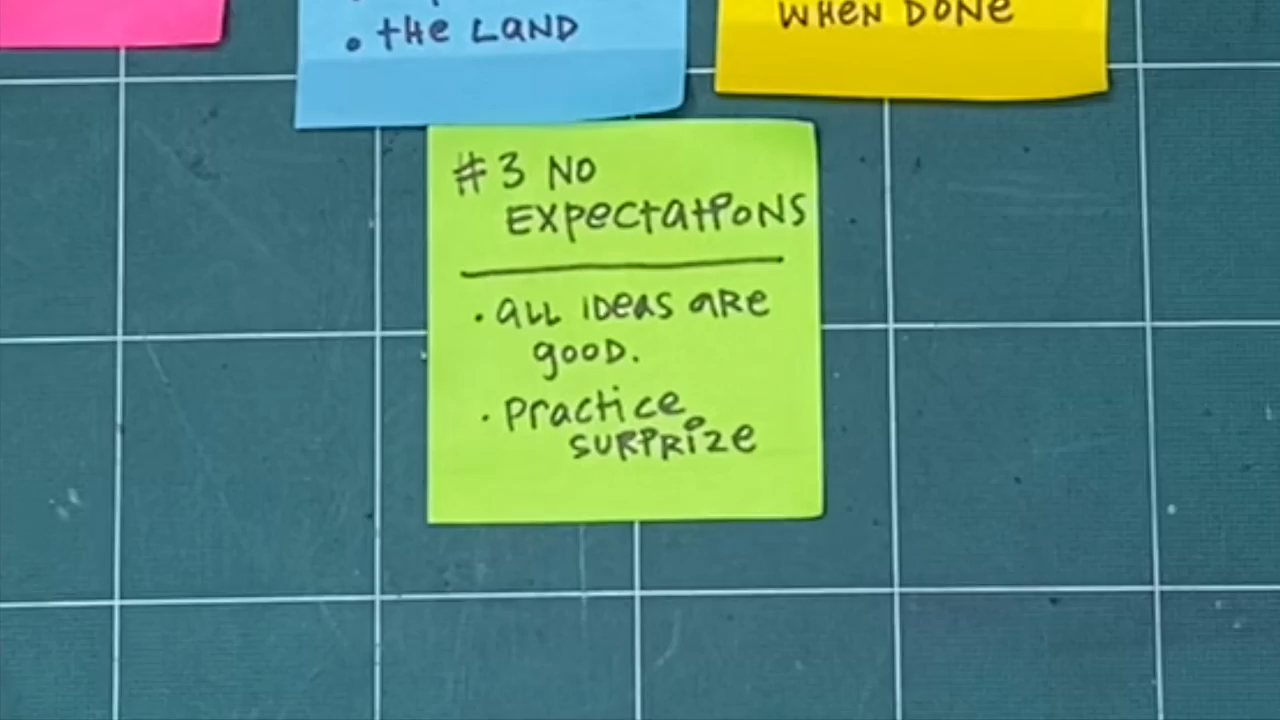 • the LAND
WHEN DONE
#3 NO
EXPectatioNS
• aLL IDeas aRe
gooD.
• Practice
SURPRiZe